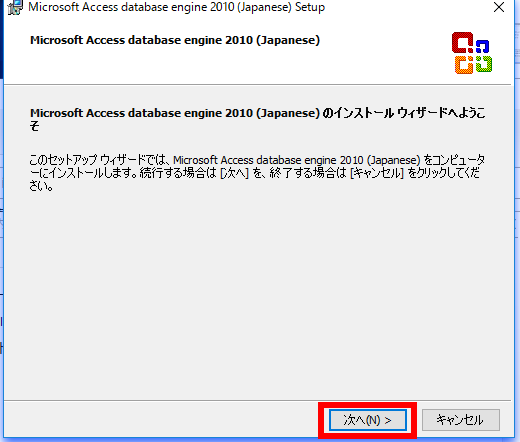 Microsoft Access database engine 2010 (Japanese) Setup
Microsoft Access database engine 2010 (Japanese)
Microsoft Access database engine 2010 (Japanese) のインストール ウィザードへようこ
そ
このセットアップ ウィザードでは、Microsoft Access database engine 2010 (Japanese) をコンピューター
にインストールします。続行する場合は [次へ] を、終了する場合は [キャンセル] をクリックしてくだ
さい。
次へ(N) >
キャンセル